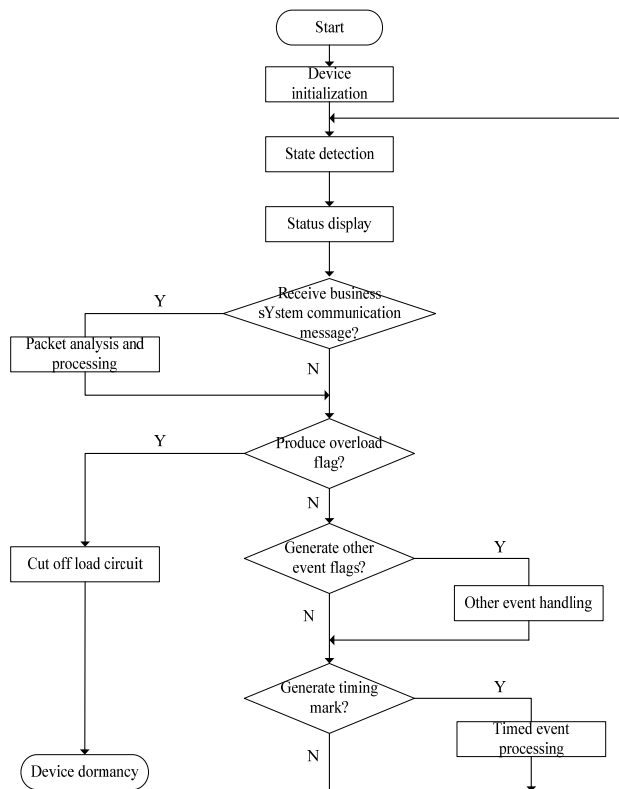 Start
Device
initialization
State detection
Status display
Receive business
sYstem communication
message?
Y
Packet analysis and
processing
N
Produce overload
flag?
Y
N
Cut off load circuit
Generate other
event flags?
Y
Other event handling
N
Generate timing
mark?
Y
Timed event
processing
N
Device dormancy